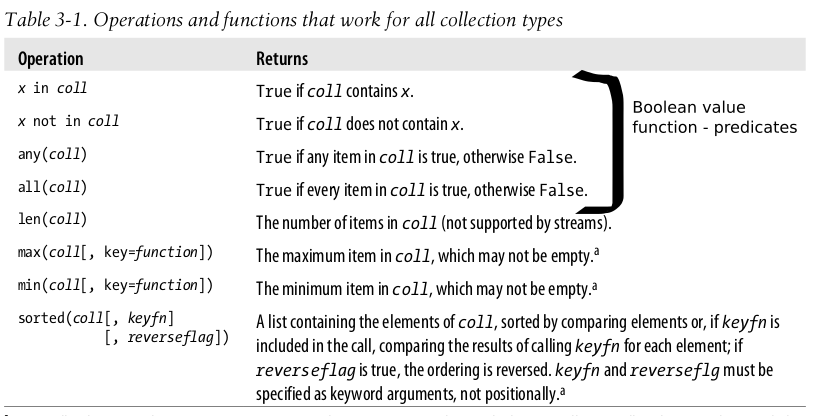 Table 3-1. Operations and functions that work for all collection types
Operation Returns
x in coll True if coll contains x.
x not in coll True if coll does not contain x.
any(coll) True if any item in coll is true, otherwise False.
all(coll) True if every item in coll is true, otherwise False.
Boolean value
function - predicates
len(coll) The number of items in coll (not supported by streams).
max(coll[, key=function]) The maximum item in coll, which may not be empty.ª
min(coll[, key=function]) The minimum item in coll, which may not be empty.ª
sorted(coll[, keyfn] A list containing the elements of coll, sorted by comparing elements or, if keyfn is
[, reverseflag]) included in the call, comparing the results of calling keyfn for each element; if
reverseflag is true, the ordering is reversed. keyfn and reverseflg must be
specified as keyword arguments, not positionally.ª